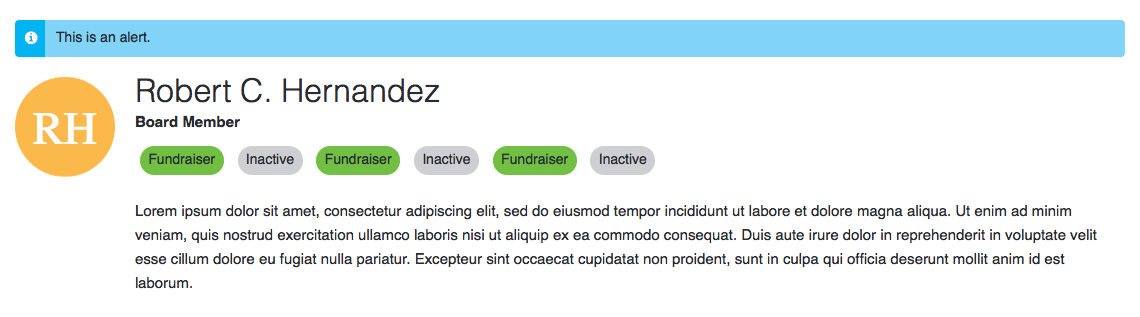 This is an alert.
RH
Robert C. Hernandez
Board Member
Fundraiser Inactive Fundraiser Inactive Fundraiser Inactive
Lorem ipsum dolor sit amet, consectetur adipiscing elit, sed do eiusmod tempor incididunt ut labore et dolore magna aliqua. Ut enim ad minim
veniam, quis nostrud exercitation ullamco laboris nisi ut aliquip ex ea commodo consequat. Duis aute irure dolor in reprehenderit in voluptate velit
esse cillum dolore eu fugiat nulla pariatur. Excepteur sint occaecat cupidatat non proident, sunt in culpa qui officia deserunt mollit anim id est
laborum.